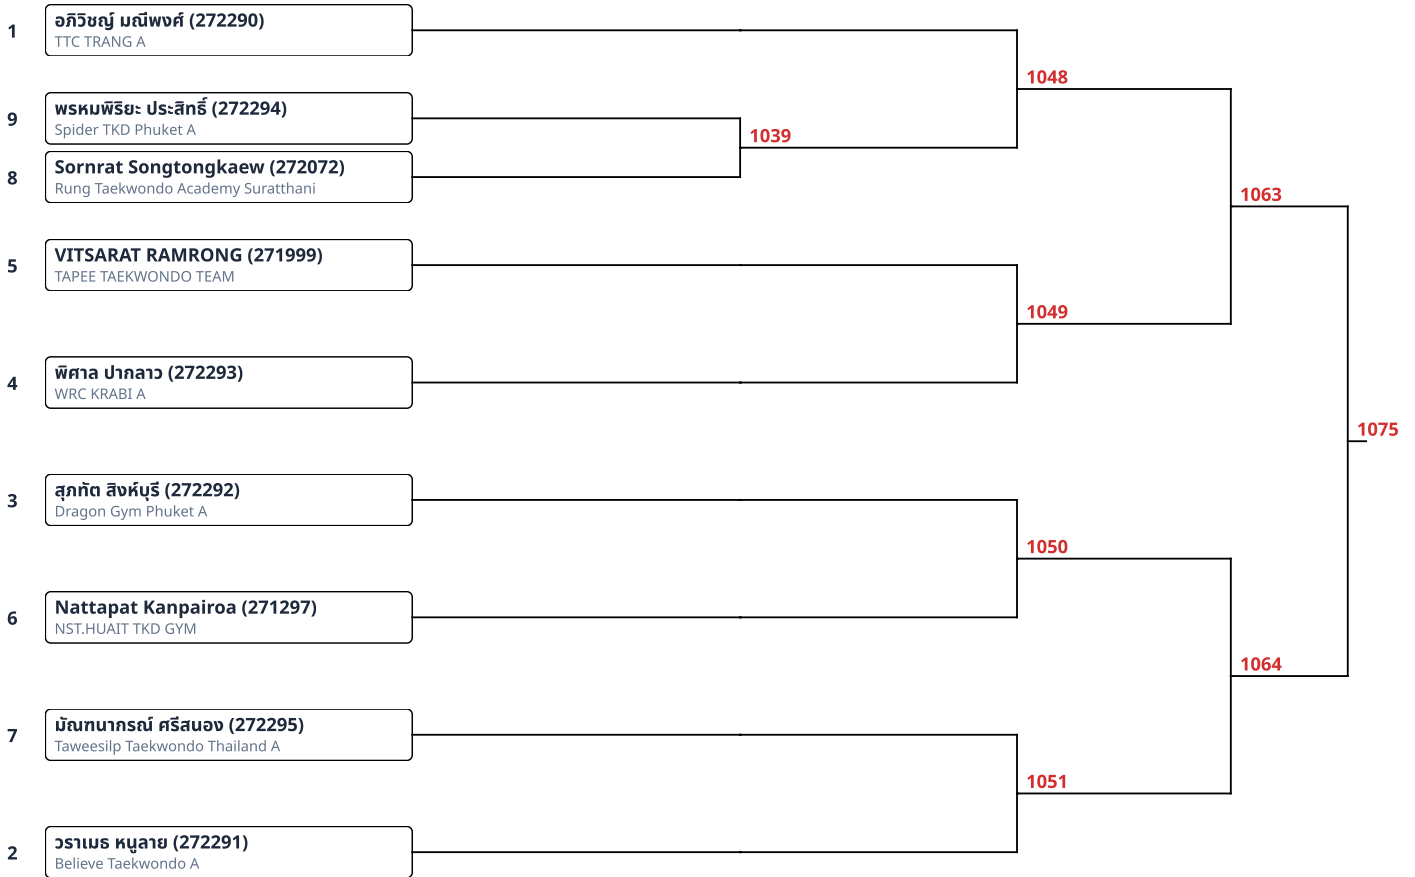 1
อภิวิชญ์ มณีพงศ์ (272290)
TTC TRANG A
1048
9
พรหมพิริยะ ประสิทธิ์ (272294)
Spider TKD Phuket A
1039
8
Sornrat Songtongkaew (272072)
Rung Taekwondo Academy Suratthani
1063
5
VITSARAT RAMRONG (271999)
TAPEE TAEKWONDO TEAM
1049
4
พิศาล ปากลาว (272293)
WRC KRABI A
1075
3
สุภทัต สิงห์บุรี (272292)
Dragon Gym Phuket A
1050
6
Nattapat Kanpairoa (271297)
NST.HUAIT TKD GYM
1064
7
มัณฑนากรณ์ ศรีสนอง (272295)
Taweesilp Taekwondo Thailand A
1051
2
วราเมธ หนูลาย (272291)
Believe Taekwondo A